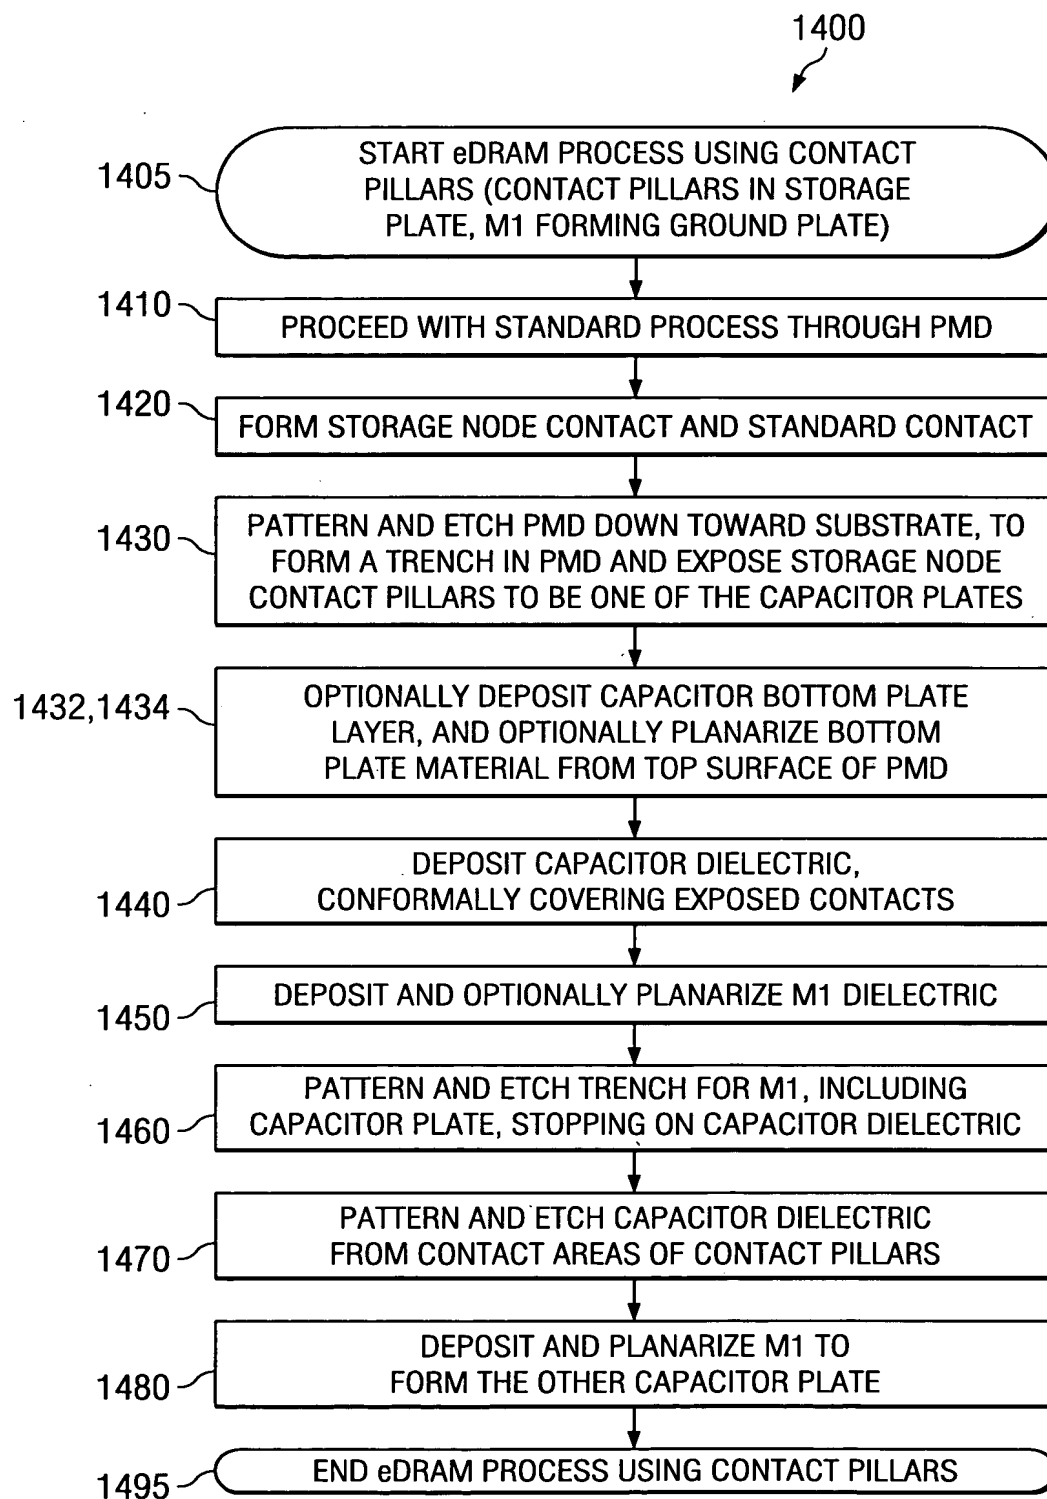 1400
1405
START eDRAM PROCESS USING CONTACT
PILLARS (CONTACT PILLARS IN STORAGE
PLATE, M1 FORMING GROUND PLATE)
1410
PROCEED WITH STANDARD PROCESS THROUGH PMD
1420
FORM STORAGE NODE CONTACT AND STANDARD CONTACT
1430
PATTERN AND ETCH PMD DOWN TOWARD SUBSTRATE, TO
FORM A TRENCH IN PMD AND EXPOSE STORAGE NODE
CONTACT PILLARS TO BE ONE OF THE CAPACITOR PLATES
1432,1434
OPTIONALLY DEPOSIT CAPACITOR BOTTOM PLATE
LAYER, AND OPTIONALLY PLANARIZE BOTTOM
PLATE MATERIAL FROM TOP SURFACE OF PMD
1440
DEPOSIT CAPACITOR DIELECTRIC,
CONFORMALLY COVERING EXPOSED CONTACTS
1450
DEPOSIT AND OPTIONALLY PLANARIZE M1 DIELECTRIC
1460
PATTERN AND ETCH TRENCH FOR M1, INCLUDING
CAPACITOR PLATE, STOPPING ON CAPACITOR DIELECTRIC
1470
PATTERN AND ETCH CAPACITOR DIELECTRIC
FROM CONTACT AREAS OF CONTACT PILLARS
1480
DEPOSIT AND PLANARIZE M1 TO
FORM THE OTHER CAPACITOR PLATE
1495
END eDRAM PROCESS USING CONTACT PILLARS